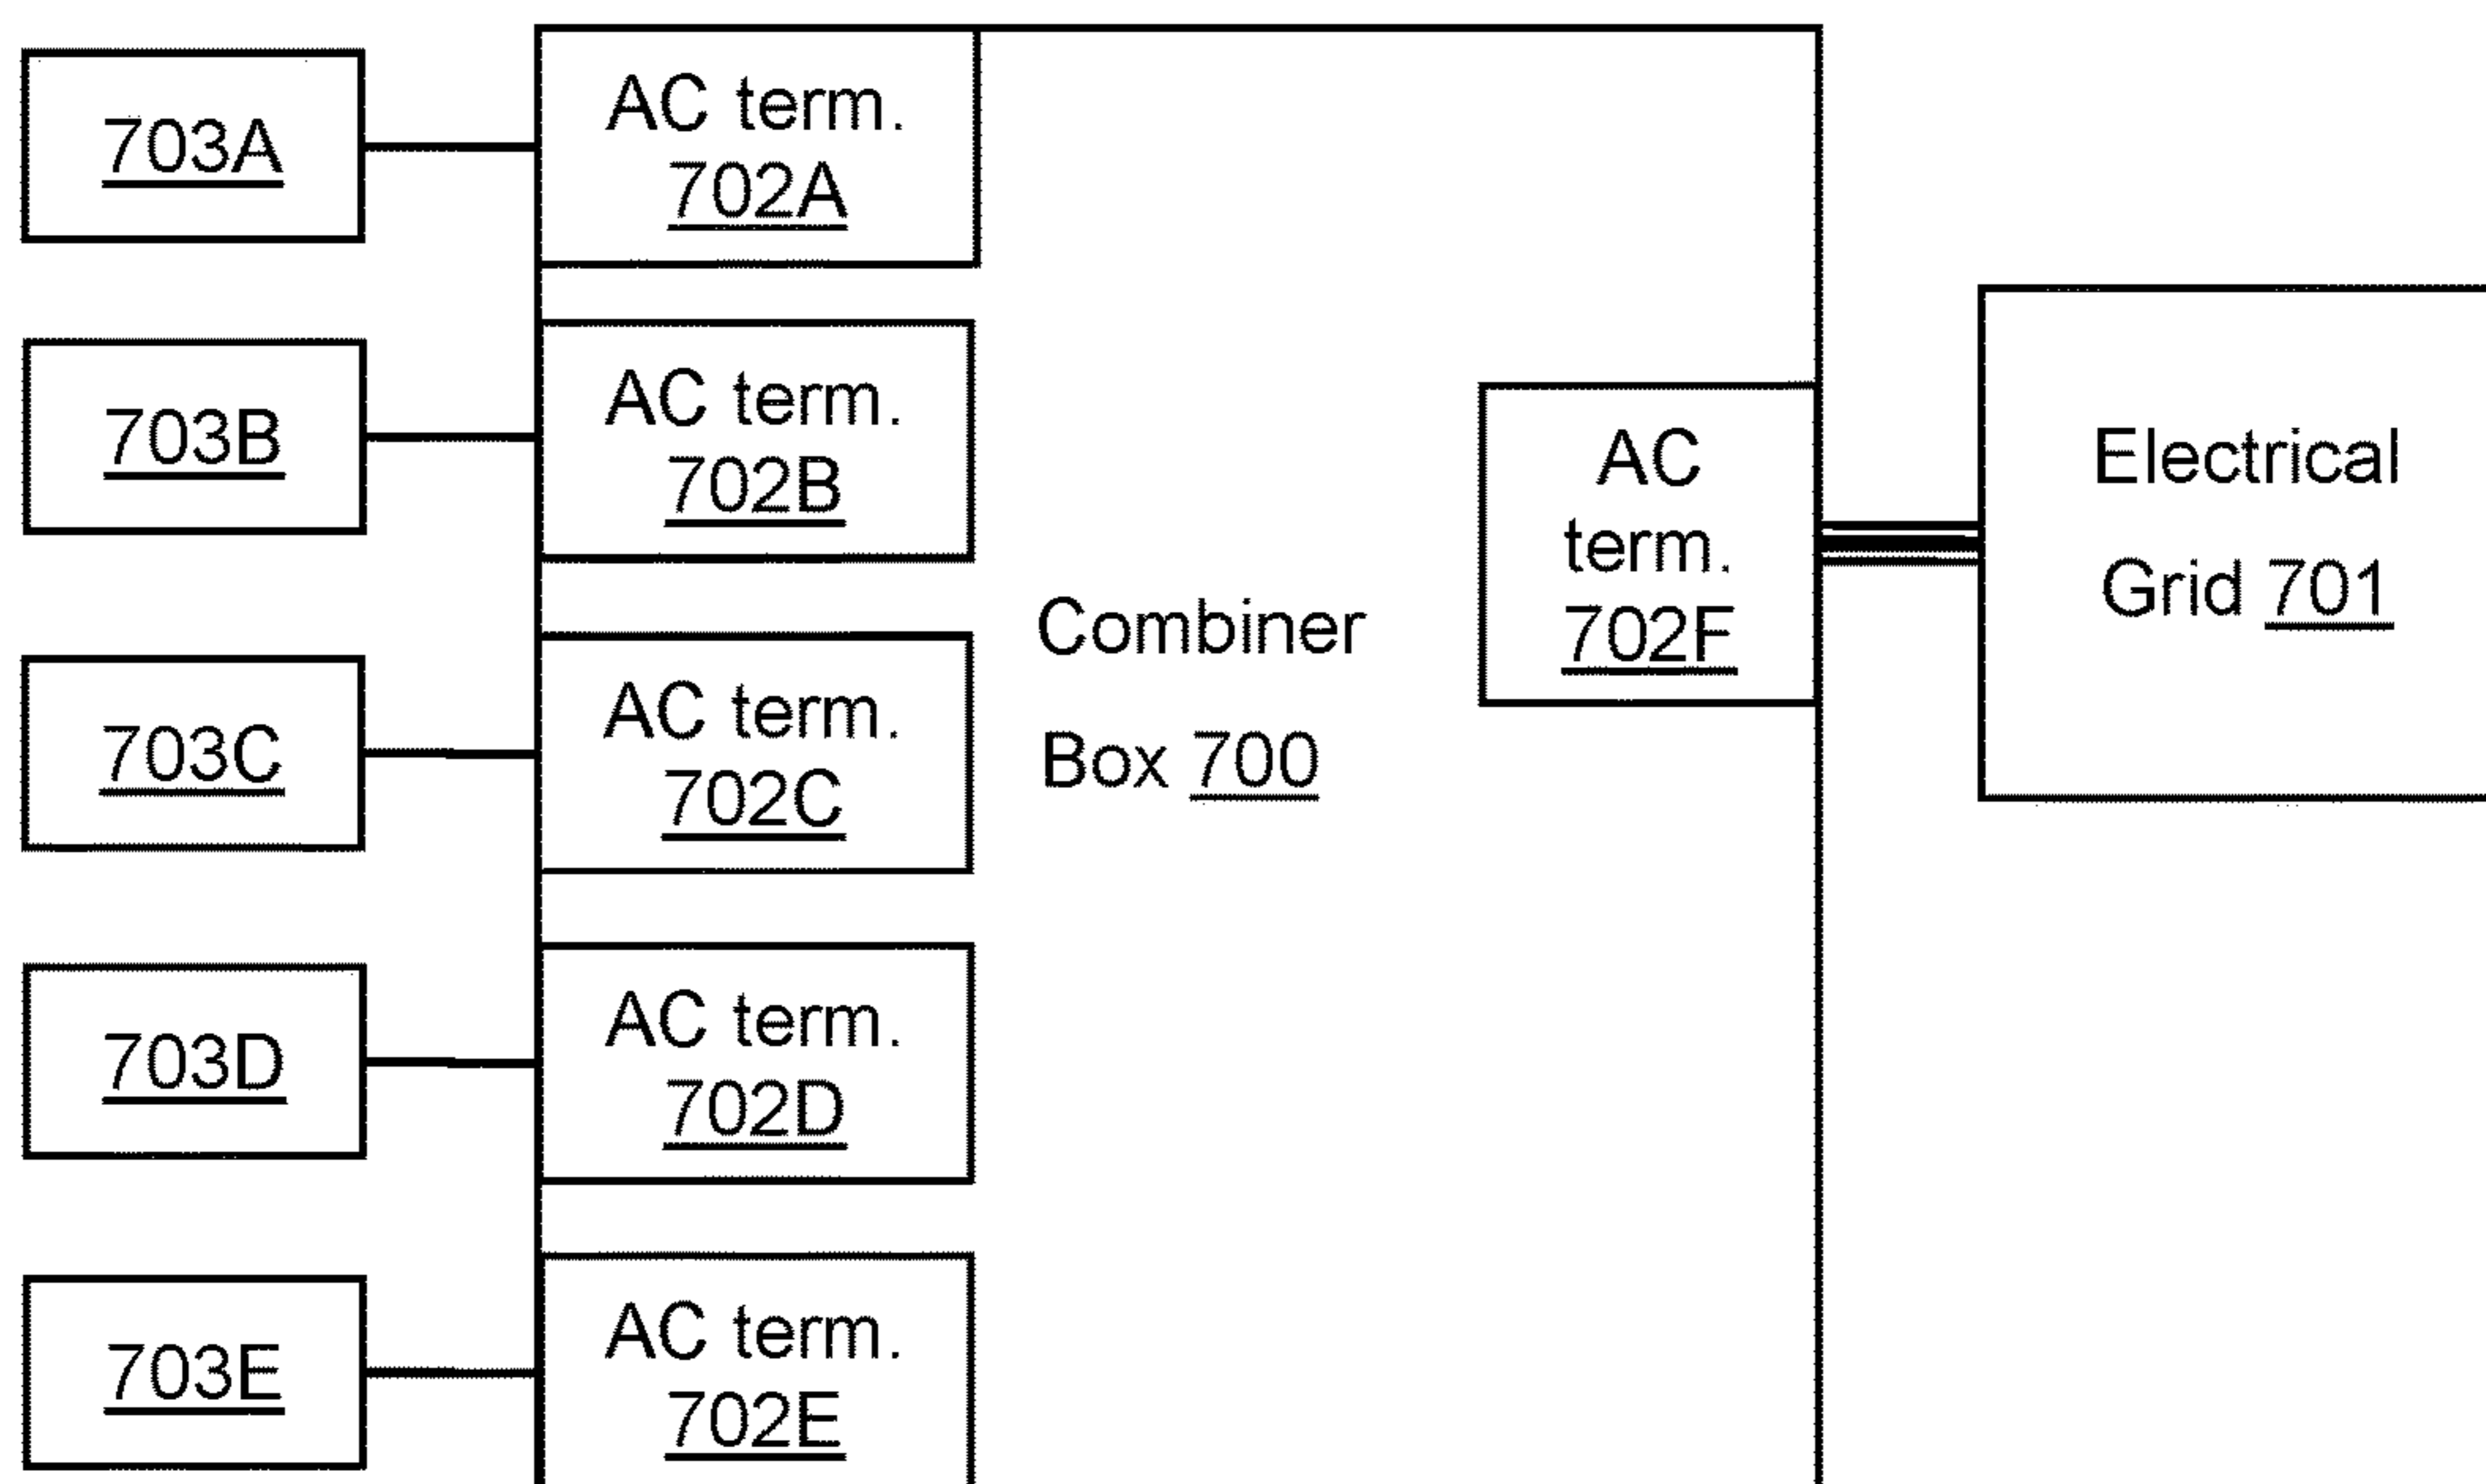 703A
AC term.
702A
703B
AC term.
702B
703C
AC term.
702C
703D
AC term.
702D
703E
AC term.
702E
Combiner
Box 700
AC
term.
702F
Electrical
Grid 701